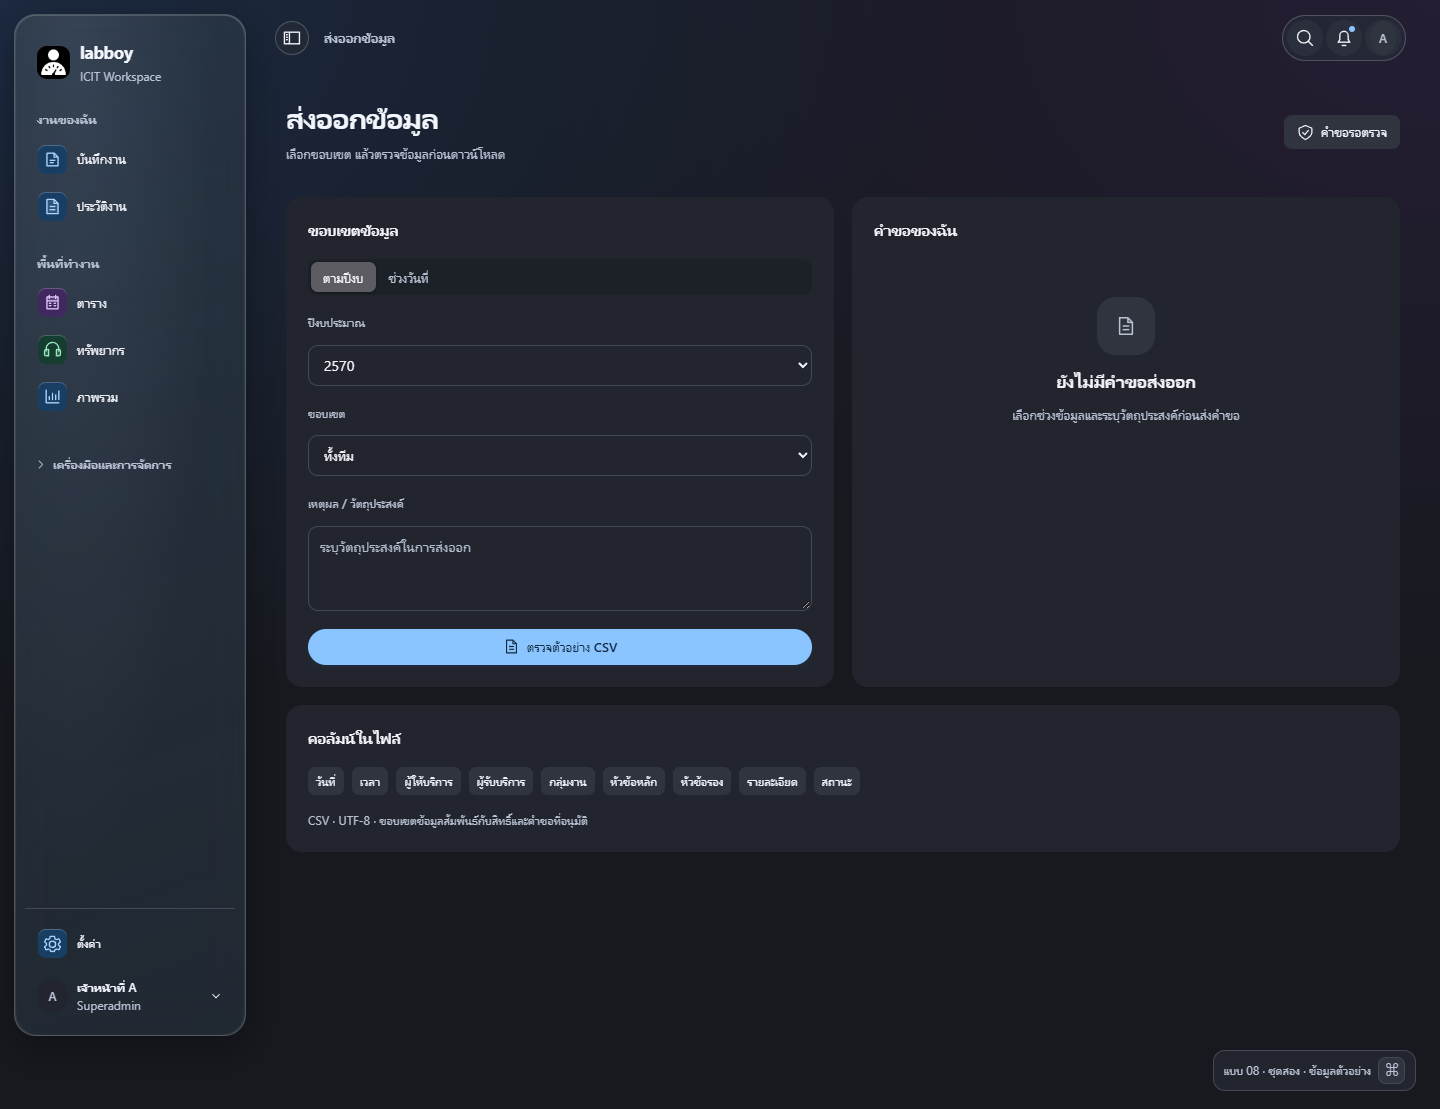 labboy
ICIT Workspace
งานของฉัน
บันทึกงาน
ประวัติงาน
พื้นที่ทำงาน
ตาราง
ทรัพยากร
ภาพรวม
เครื่องมือและการจัดการ
ตั้งค่า
A
เจ้าหน้าที่ A
Superadmin
ส่งออกข้อมูล
A
ส่งออกข้อมูล
เลือกขอบเขต แล้วตรวจข้อมูลก่อนดาวน์โหลด
คำขอรอตรวจ
ขอบเขตข้อมูล
ตามปีงบ
ช่วงวันที่
ปีงบประมาณ
2570
ขอบเขต
ทั้งทีม
เหตุผล / วัตถุประสงค์
ระบุวัตถุประสงค์ในการส่งออก
ตรวจตัวอย่าง CSV
คำขอของฉัน
ยังไม่มีคำขอส่งออก
เลือกช่วงข้อมูลและระบุวัตถุประสงค์ก่อนส่งคำขอ
คอลัมน์ในไฟล์
วันที่ เวลา ผู้ให้บริการ ผู้รับบริการ กลุ่มงาน หัวข้อหลัก หัวข้อรอง รายละเอียด สถานะ
CSV · UTF-8 · ขอบเขตข้อมูลสัมพันธ์กับสิทธิ์และคำขอที่อนุมัติ
แบบ 08 · ชุดสอง · ข้อมูลตัวอย่าง ⌘